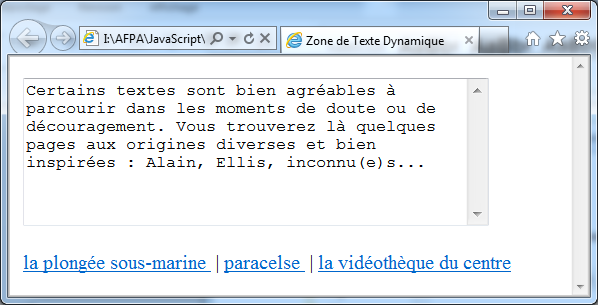 I:\AFPA\JavaScript\
Zone de Texte Dynamique
Certains textes sont bien agréables à
parcourir dans les moments de doute ou de
découragement. Vous trouverez là quelques
pages aux origines diverses et bien
inspirées : Alain, Ellis, inconnu(e)s...
la plongée sous-marine | paracelse | la vidéothèque du centre